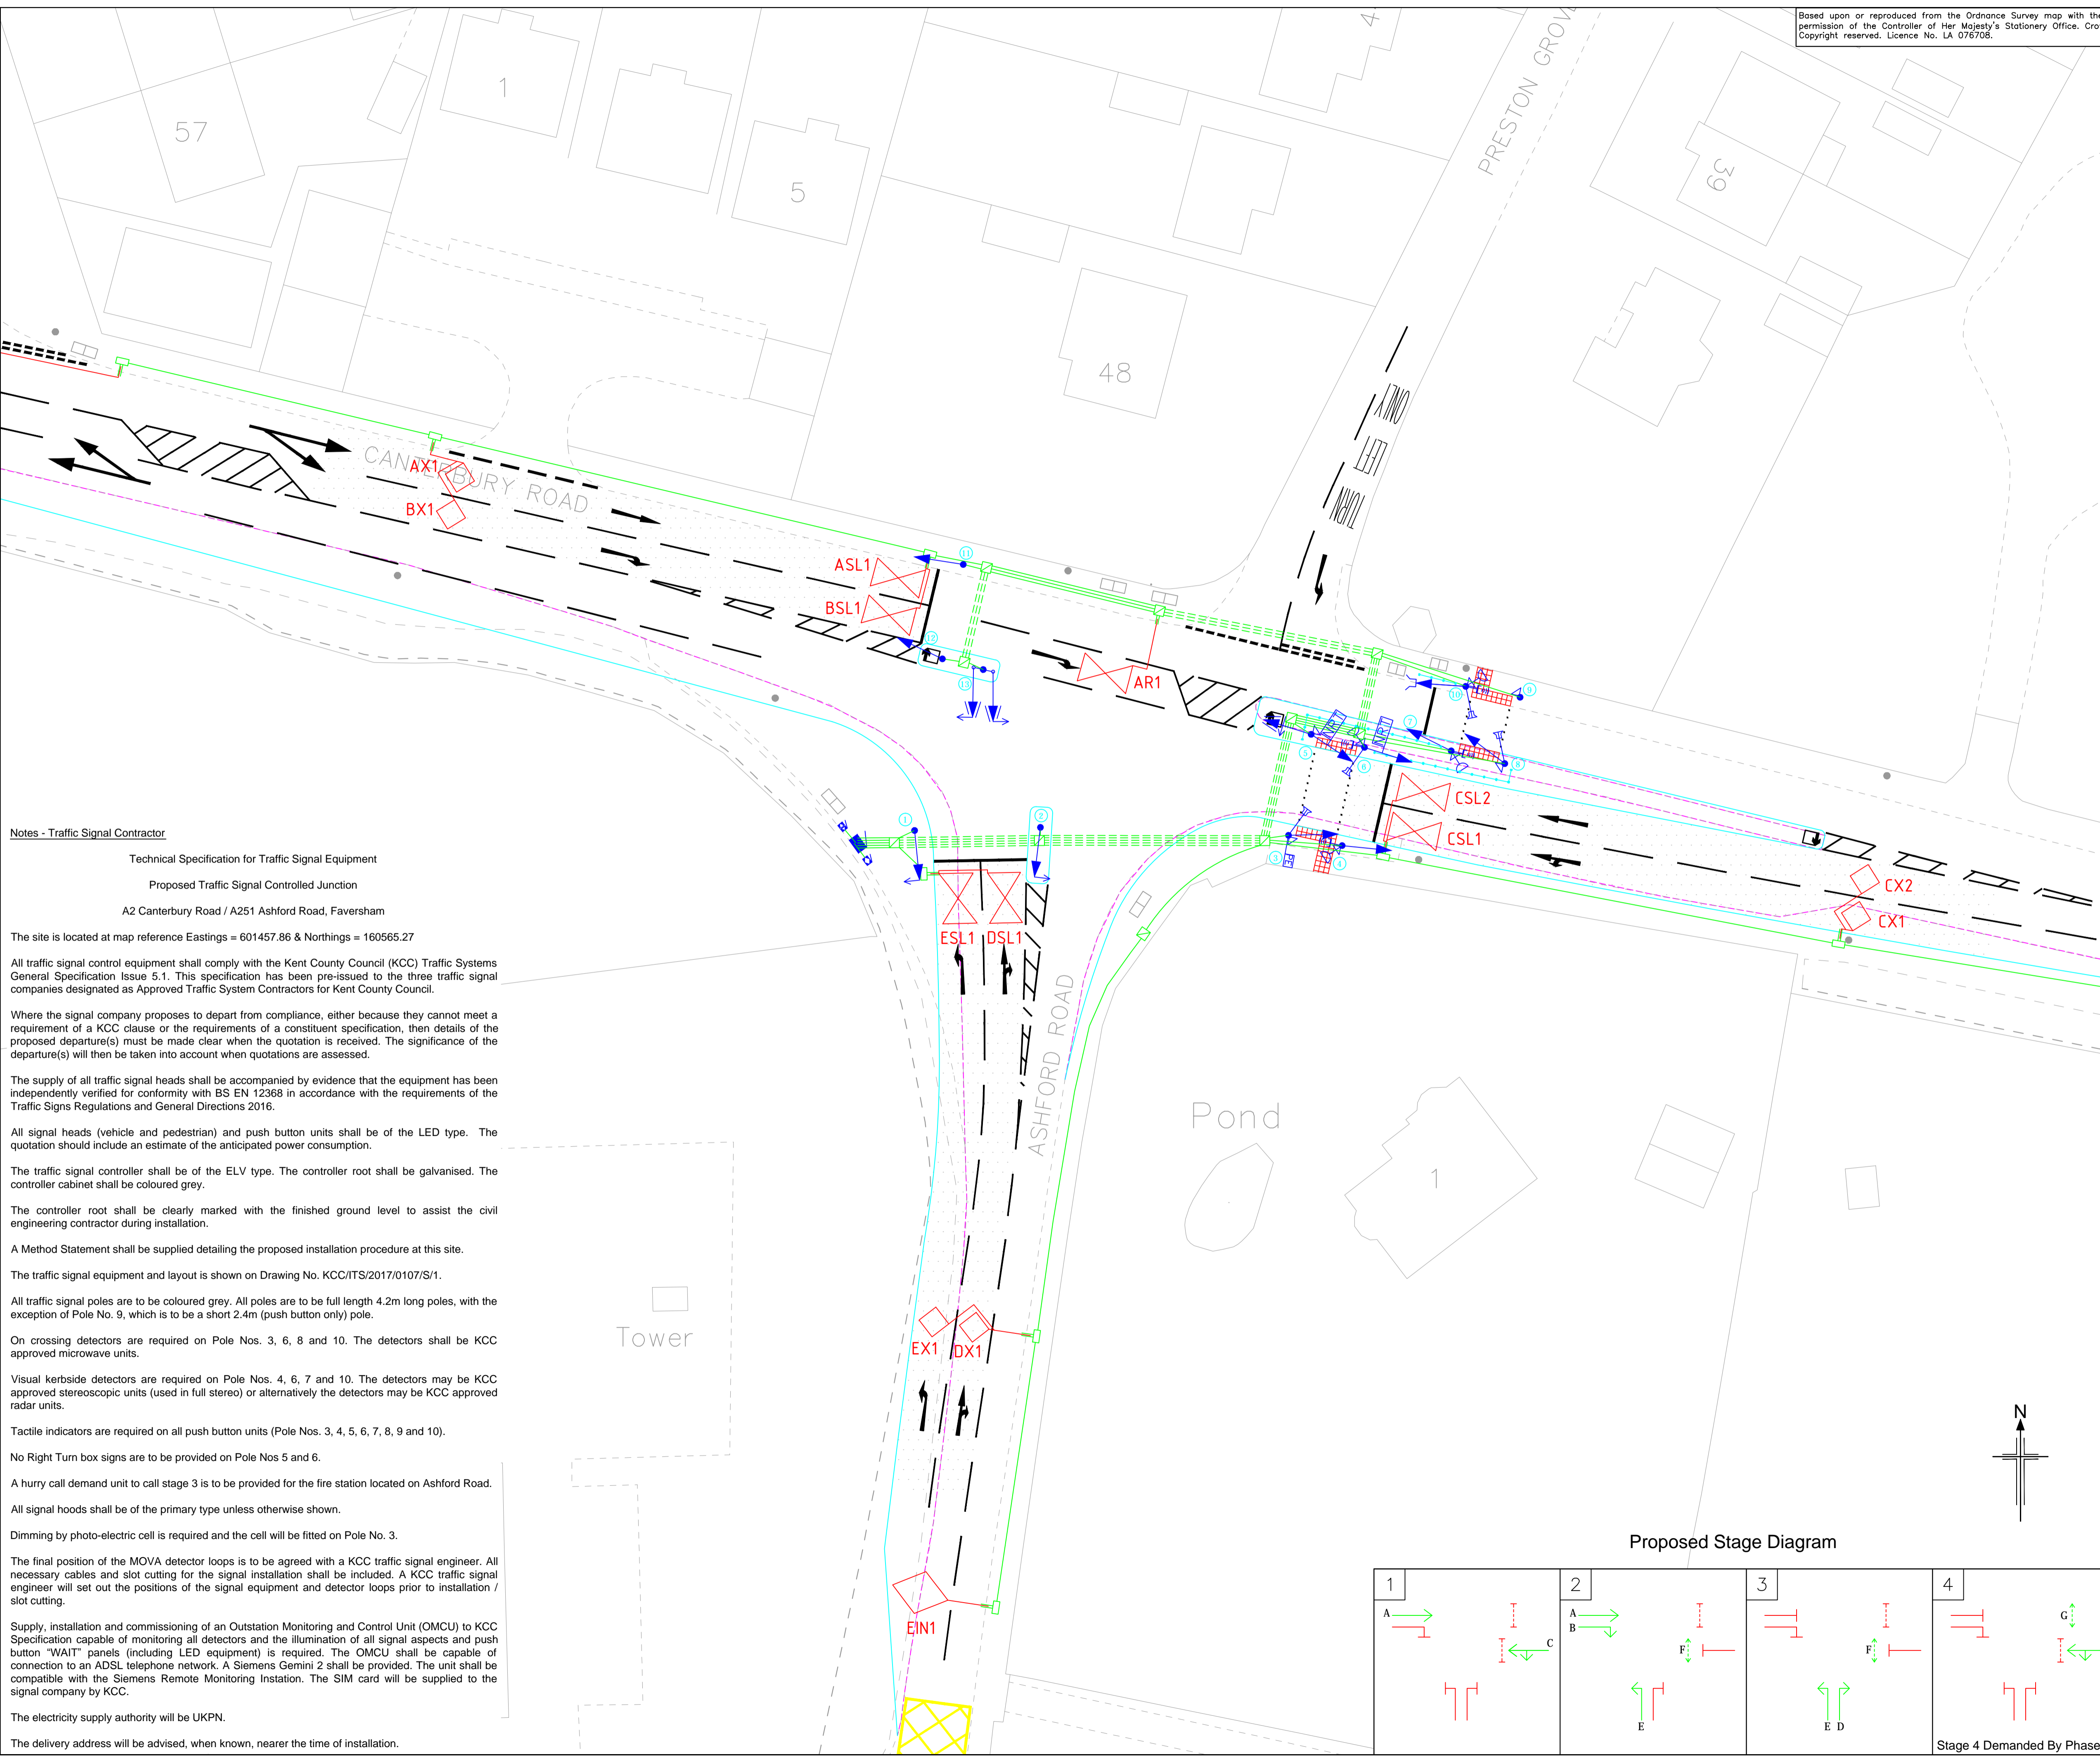 Based upon or reproduced from the Ordnance Survey map with the
permission of the Controller of Her Majesty's Stationery Office. Cro
Copyright reserved. Licence No. LA 076708.
PRESTON GROV
4
57
1
5
39
48
ONLY
LEFT
TURN
CANTERBURY ROAD
AX1
BX1
ASL1
BSL1
11
12
13
AR1
10
9
NRT
NRT
7
5
6
8
CSL2
CSL1
1
2
3
4
PE
CX2
CX1
ESL1 DSL1
ASHFORD ROAD
Pond
1
Tower
EX1 DX1
EIN1
N
Notes - Traffic Signal Contractor
Technical Specification for Traffic Signal Equipment
Proposed Traffic Signal Controlled Junction
A2 Canterbury Road / A251 Ashford Road, Faversham
The site is located at map reference Eastings = 601457.86 & Northings = 160565.27
All traffic signal control equipment shall comply with the Kent County Council (KCC) Traffic Systems
General Specification Issue 5.1. This specification has been pre-issued to the three traffic signal
companies designated as Approved Traffic System Contractors for Kent County Council.
Where the signal company proposes to depart from compliance, either because they cannot meet a
requirement of a KCC clause or the requirements of a constituent specification, then details of the
proposed departure(s) must be made clear when the quotation is received. The significance of the
departure(s) will then be taken into account when quotations are assessed.
The supply of all traffic signal heads shall be accompanied by evidence that the equipment has been
independently verified for conformity with BS EN 12368 in accordance with the requirements of the
Traffic Signs Regulations and General Directions 2016.
All signal heads (vehicle and pedestrian) and push button units shall be of the LED type. The
quotation should include an estimate of the anticipated power consumption.
The traffic signal controller shall be of the ELV type. The controller root shall be galvanised. The
controller cabinet shall be coloured grey.
The controller root shall be clearly marked with the finished ground level to assist the civil
engineering contractor during installation.
A Method Statement shall be supplied detailing the proposed installation procedure at this site.
The traffic signal equipment and layout is shown on Drawing No. KCC/ITS/2017/0107/S/1.
All traffic signal poles are to be coloured grey. All poles are to be full length 4.2m long poles, with the
exception of Pole No. 9, which is to be a short 2.4m (push button only) pole.
On crossing detectors are required on Pole Nos. 3, 6, 8 and 10. The detectors shall be KCC
approved microwave units.
Visual kerbside detectors are required on Pole Nos. 4, 6, 7 and 10. The detectors may be KCC
approved stereoscopic units (used in full stereo) or alternatively the detectors may be KCC approved
radar units.
Tactile indicators are required on all push button units (Pole Nos. 3, 4, 5, 6, 7, 8, 9 and 10).
No Right Turn box signs are to be provided on Pole Nos 5 and 6.
A hurry call demand unit to call stage 3 is to be provided for the fire station located on Ashford Road.
All signal hoods shall be of the primary type unless otherwise shown.
Dimming by photo-electric cell is required and the cell will be fitted on Pole No. 3.
The final position of the MOVA detector loops is to be agreed with a KCC traffic signal engineer. All
necessary cables and slot cutting for the signal installation shall be included. A KCC traffic signal
engineer will set out the positions of the signal equipment and detector loops prior to installation /
slot cutting.
Supply, installation and commissioning of an Outstation Monitoring and Control Unit (OMCU) to KCC
Specification capable of monitoring all detectors and the illumination of all signal aspects and push
button “WAIT” panels (including LED equipment) is required. The OMCU shall be capable of
connection to an ADSL telephone network. A Siemens Gemini 2 shall be provided. The unit shall be
compatible with the Siemens Remote Monitoring Instation. The SIM card will be supplied to the
signal company by KCC.
The electricity supply authority will be UKPN.
The delivery address will be advised, when known, nearer the time of installation.
Proposed Stage Diagram
1
A
C
2
A
B
F
E
3
F
E D
4
G
Stage 4 Demanded By Phase